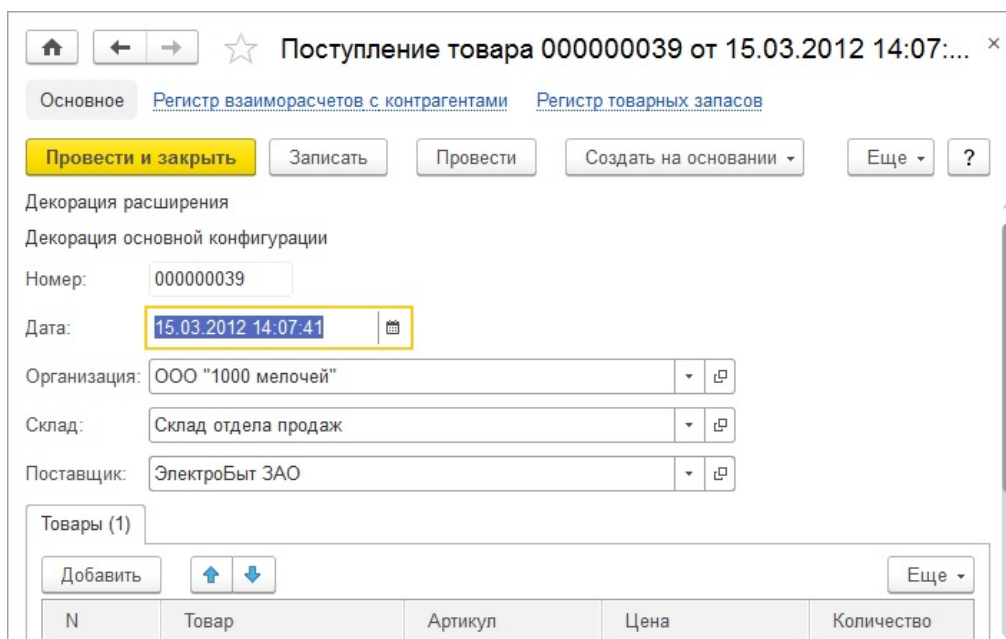 Поступление товара 000000039 от 15.03.2012 14:07:... ×
Основное Регистр взаиморасчетов с контрагентами Регистр товарных запасов
Провести и закрыть Записать Провести Создать на основании Еще ?
Декорация расширения
Декорация основной конфигурации
Номер: 000000039
Дата: 15.03.2012 14:07:41
Организация: ООО "1000 мелочей"
Склад: Склад отдела продаж
Поставщик: ЭлектроБыт ЗАО
Товары (1)
Добавить Еще
N Товар Артикул Цена Количество